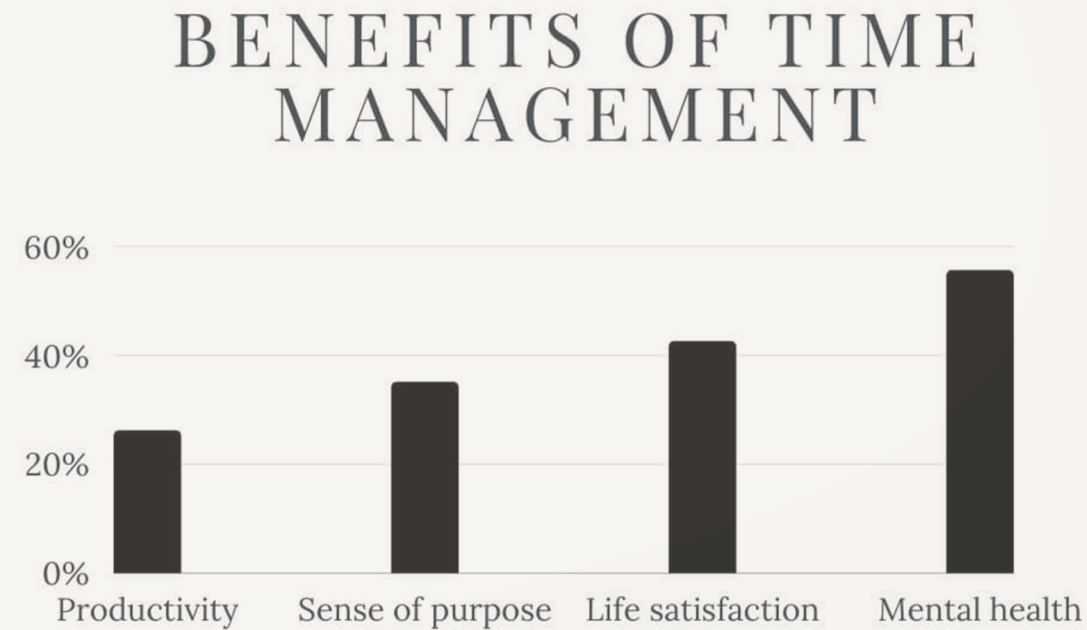 BENEFITS OF TIME
MANAGEMENT
60%
40%
20%
0%
Productivity Sense of purpose Life satisfaction Mental health